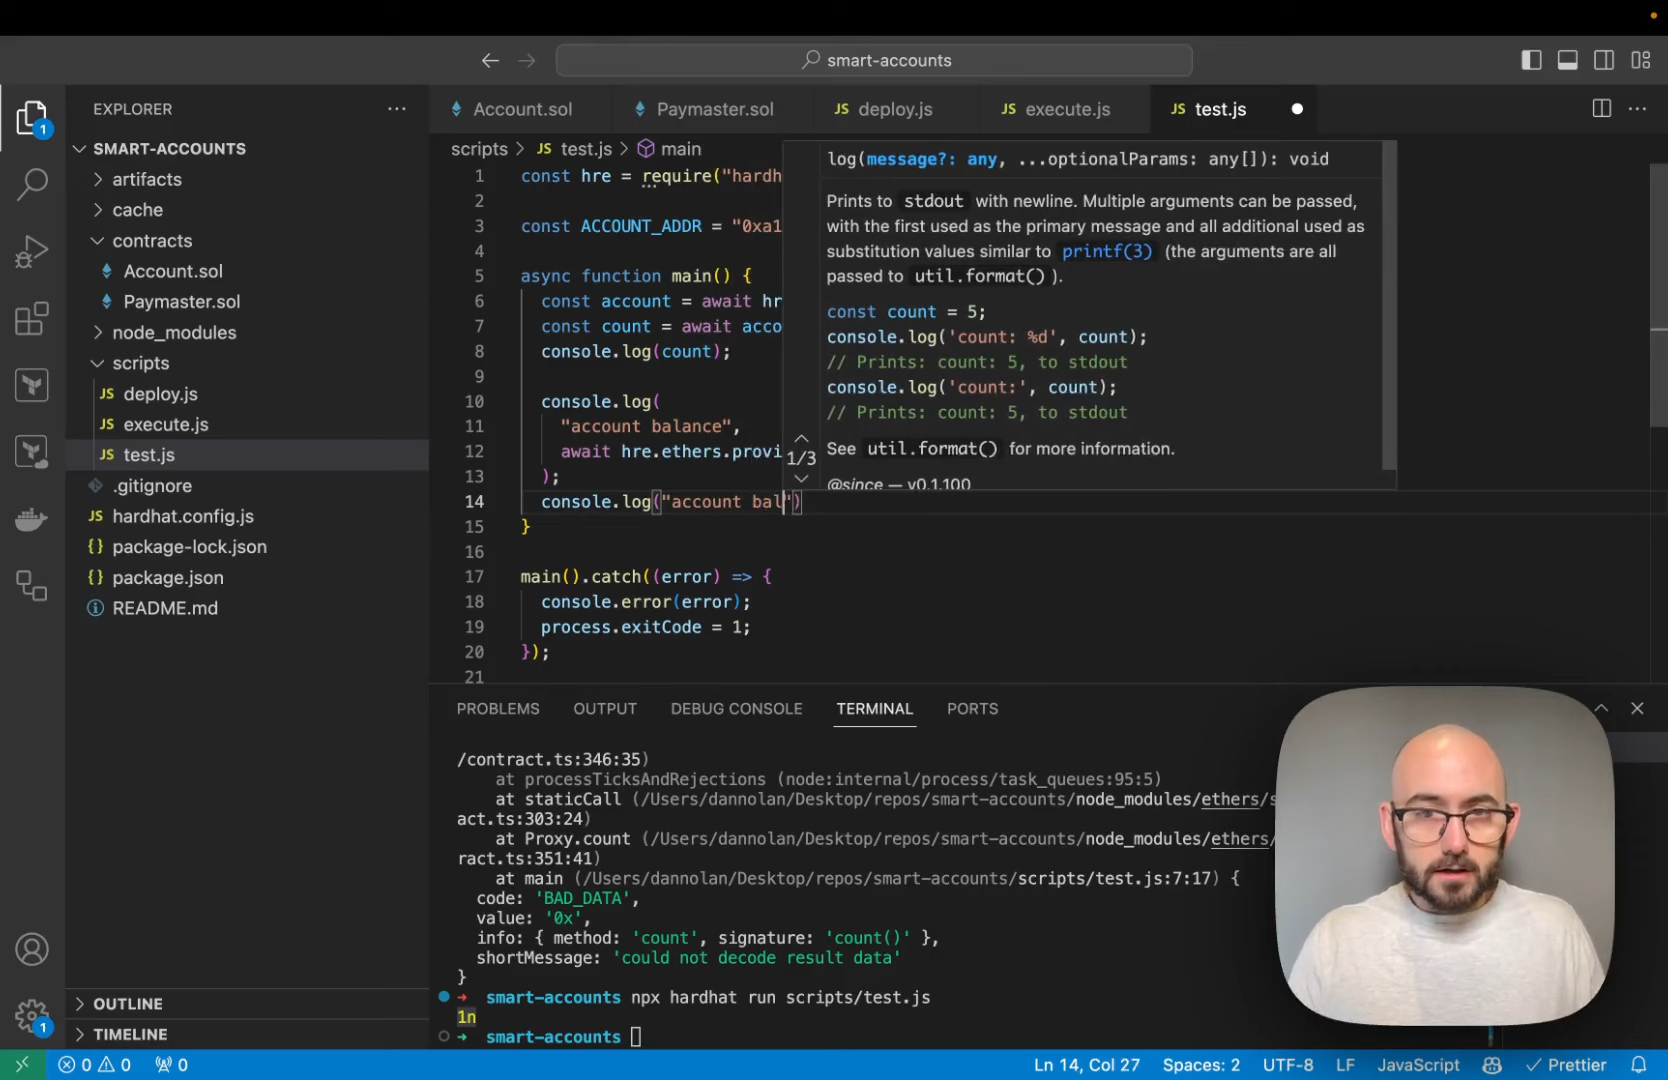 smart-accounts
EXPLORER
Account.sol
Paymaster.sol
JS deploy.js
JS execute.js
JS test.js
1
SMART-ACCOUNTS
artifacts
cache
contracts
Account.sol
Paymaster.sol
node_modules
scripts
JS deploy.js
JS execute.js
JS test.js
.gitignore
JS hardhat.config.js
{} package-lock.json
{} package.json
README.md
OUTLINE
TIMELINE
1
scripts > JS test.js > main
1 const hre = require("hardh
2
3 const ACCOUNT_ADDR = "0xa1
4
5 async function main() {
6 const account = await hr
7 const count = await acco
8 console.log(count);
9
10 console.log(
11 "account balance",
12 await hre.ethers.provi
13 );
14 console.log("account bal")
15 }
16
17 main().catch((error) => {
18 console.error(error);
19 process.exitCode = 1;
20 });
21
log(message?: any, ...optionalParams: any[]): void
Prints to stdout with newline. Multiple arguments can be passed,
with the first used as the primary message and all additional used as
substitution values similar to printf(3) (the arguments are all
passed to util.format() ).
const count = 5;
console.log('count: %d', count);
// Prints: count: 5, to stdout
console.log('count:', count);
// Prints: count: 5, to stdout
See util.format() for more information.
@since — v0.1.100
1/3
PROBLEMS OUTPUT DEBUG CONSOLE TERMINAL PORTS
/contract.ts:346:35)
at processTicksAndRejections (node:internal/process/task_queues:95:5)
at staticCall (/Users/dannolan/Desktop/repos/smart-accounts/node_modules/ethers/s
act.ts:303:24)
at Proxy.count (/Users/dannolan/Desktop/repos/smart-accounts/node_modules/ethers/
ract.ts:351:41)
at main (/Users/dannolan/Desktop/repos/smart-accounts/scripts/test.js:7:17) {
code: 'BAD_DATA',
value: '0x',
info: { method: 'count', signature: 'count()' },
shortMessage: 'could not decode result data'
}
smart-accounts npx hardhat run scripts/test.js
1n
smart-accounts
0 0 0 Ln 14, Col 27 Spaces: 2 UTF-8 LF JavaScript Prettier